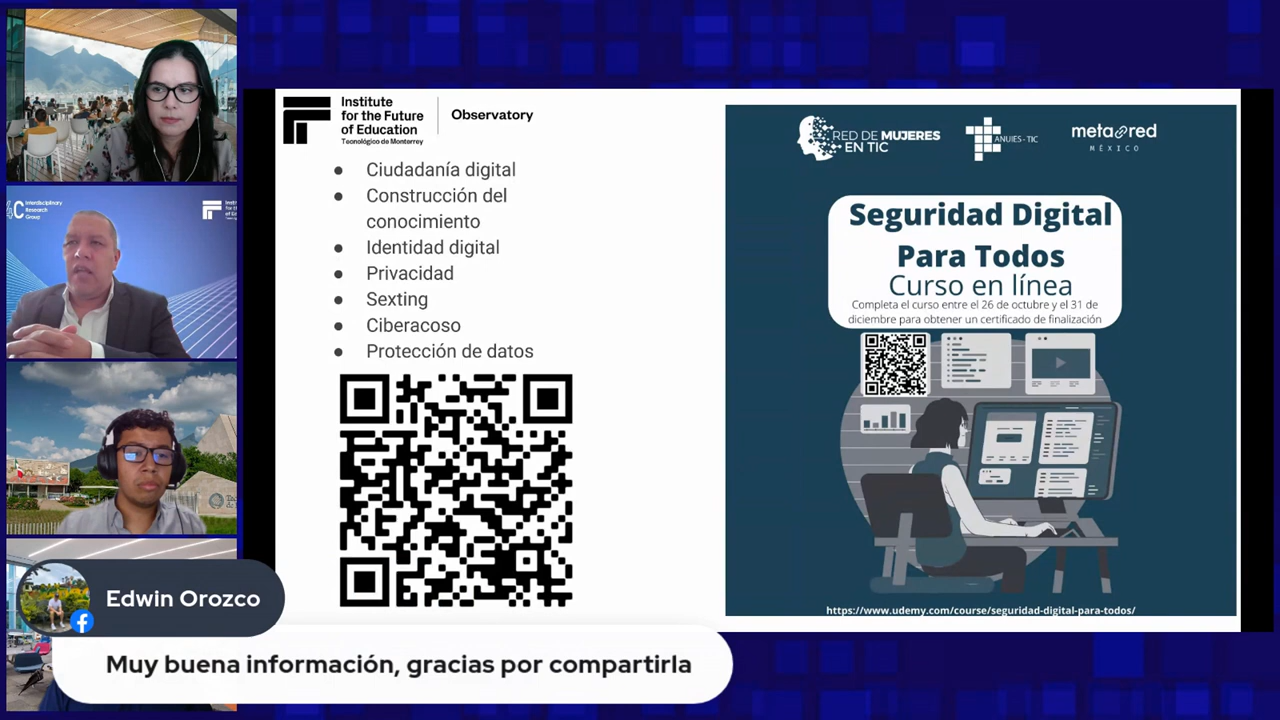 Interdisciplinary
Research
Group
Institute
for the Future
of Education
Tecnológico de Monterrey
Observatory
Ciudadanía digital
Construcción del
conocimiento
Identidad digital
Privacidad
Sexting
Ciberacoso
Protección de datos
RED DE MUJERES
EN TIC
ANUIES-TIC
metared
MÉXICO
Seguridad Digital
Para Todos
Curso en línea
Completa el curso entre el 26 de octubre y el 31 de
diciembre para obtener un certificado de finalización
https://www.udemy.com/course/seguridad-digital-para-todos/
Edwin Orozco
Muy buena información, gracias por compartirla